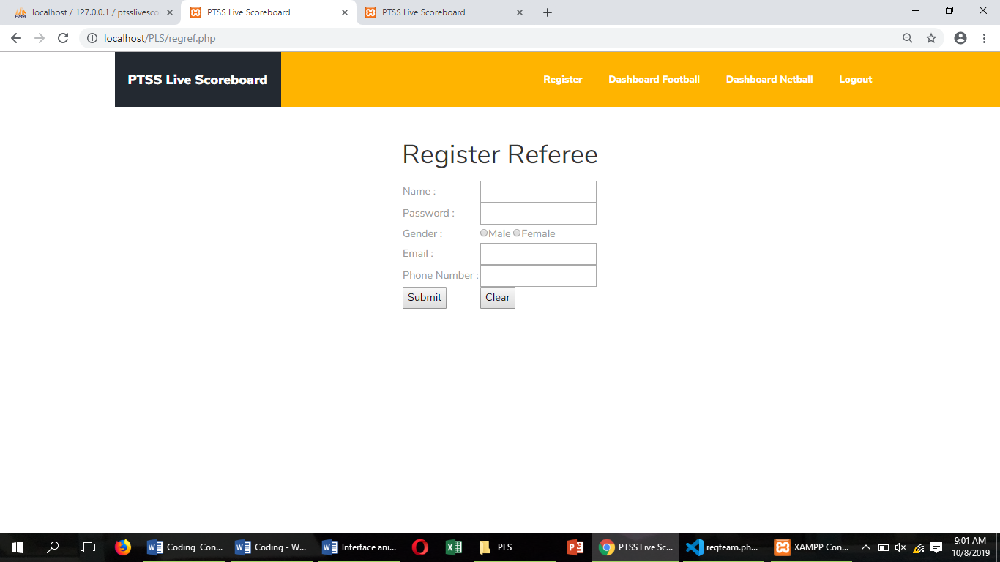 localhost / 127.0.0.1 / ptsslivesco
PTSS Live Scoreboard
PTSS Live Scoreboard
localhost/PLS/regref.php
PTSS Live Scoreboard
Register Dashboard Football Dashboard Netball Logout
Register Referee
Name :
Password :
Gender : Male Female
Email :
Phone Number :
Submit Clear
Coding Con...
Coding - W...
Interface ani...
PLS
PTSS Live Sc...
regteam.ph...
XAMPP Con...
9:01 AM
10/8/2019